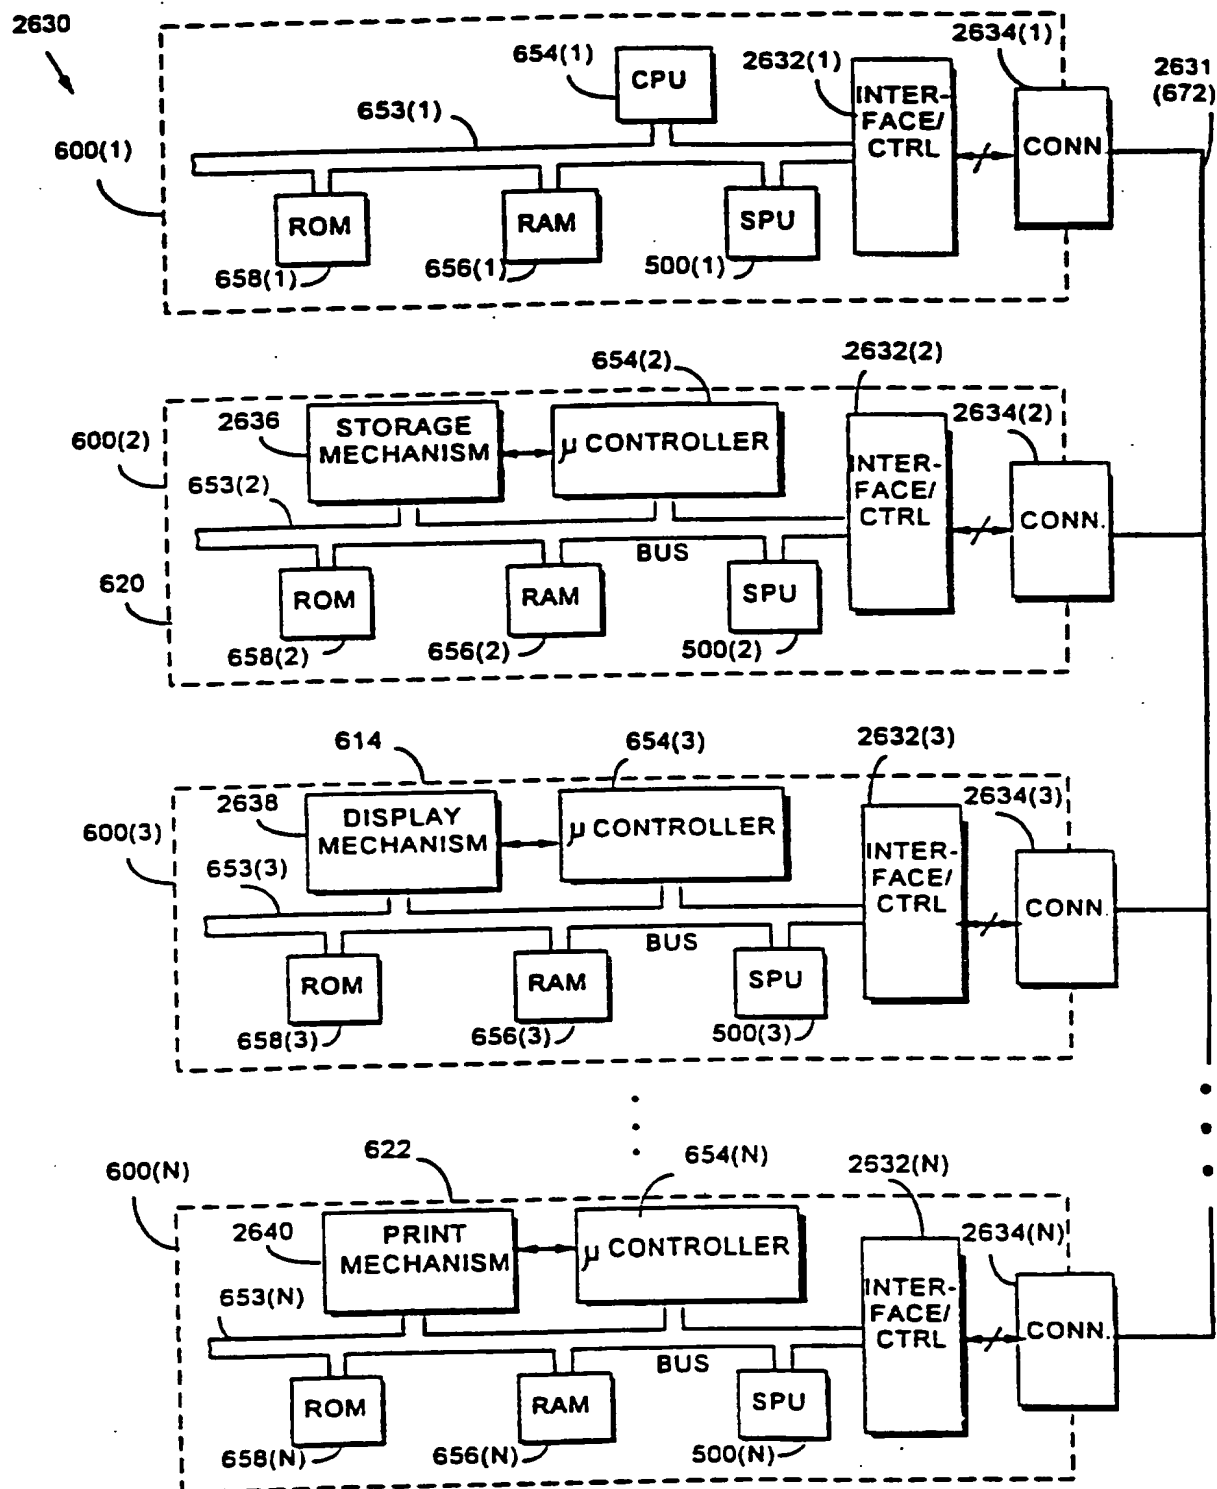 2630
654(1)
2632(1)
2634(1)
2631
(672)
CPU
INTER-
FACE/
CTRL
653(1)
600(1)
CONN.
ROM
RAM
SPU
658(1)
656(1)
500(1)
654(2)
2632(2)
2634(2)
600(2)
2636
STORAGE
MECHANISM
µ CONTROLLER
INTER-
FACE/
CTRL
653(2)
CONN.
BUS
620
ROM
RAM
SPU
658(2)
656(2)
500(2)
614
654(3)
2632(3)
2634(3)
600(3)
2638
DISPLAY
MECHANISM
µ CONTROLLER
INTER-
FACE/
CTRL
653(3)
CONN.
BUS
ROM
RAM
SPU
658(3)
656(3)
500(3)
600(N)
622
654(N)
2632(N)
2634(N)
2640
PRINT
MECHANISM
µ CONTROLLER
INTER-
FACE/
CTRL
653(N)
CONN.
BUS
ROM
RAM
SPU
658(N)
656(N)
500(N)